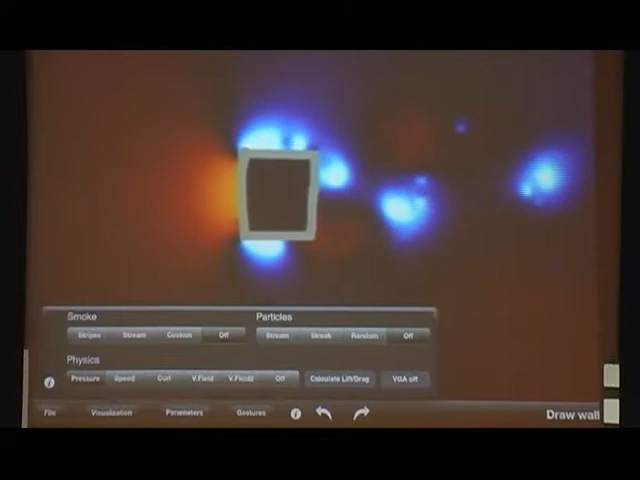 Smoke Particles
Stripes Stream Custom Off Stream Streak Random Off
Physics
Pressure Speed Curl V.Field V.Field2 Off Calculate Lift/Drag VGA off
File Visualization Parameters Gestures Draw wall